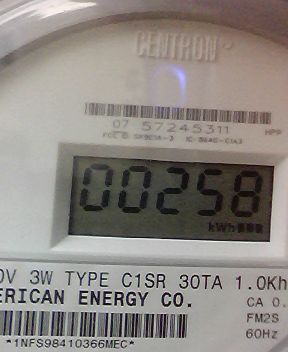 CENTRON
07 57245311 HPP
00258
kWh
0V 3W TYPE C1SR 30TA 1.0Kh
ERICAN ENERGY CO. CA 0.
FM2S
*1NFS98410366MEC* 60Hz